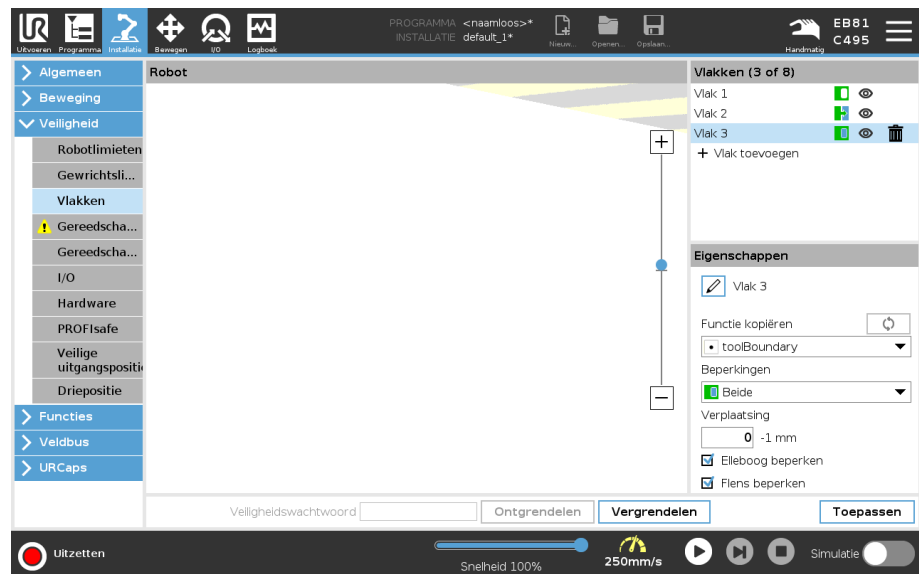 UR
PROGRAMMA <naamloos>*
INSTALLATIE default_1*
EB81
C495
Uitvoeren Programma Installatie Bewegen I/O Logboek Nieuw... Openen... Opslaan... Handmatig
Algemeen
Beweging
Veiligheid
Robotlimieten
Gewrichtsli...
Vlakken
Gereedscha...
Gereedscha...
I/O
Hardware
PROFIsafe
Veilige
uitgangspositi
Driepositie
Functies
Veldbus
URCaps
Robot
Vlakken (3 of 8)
Vlak 1
Vlak 2
Vlak 3
+ Vlak toevoegen
Eigenschappen
Vlak 3
Functie kopiëren
toolBoundary
Beperkingen
Beide
Verplaatsing
0 -1 mm
Elleboog beperken
Flens beperken
Veiligheidswachtwoord Ontgrendelen Vergrendelen Toepassen
Uitzetten
Snelheid 100%
250mm/s
Simulatie